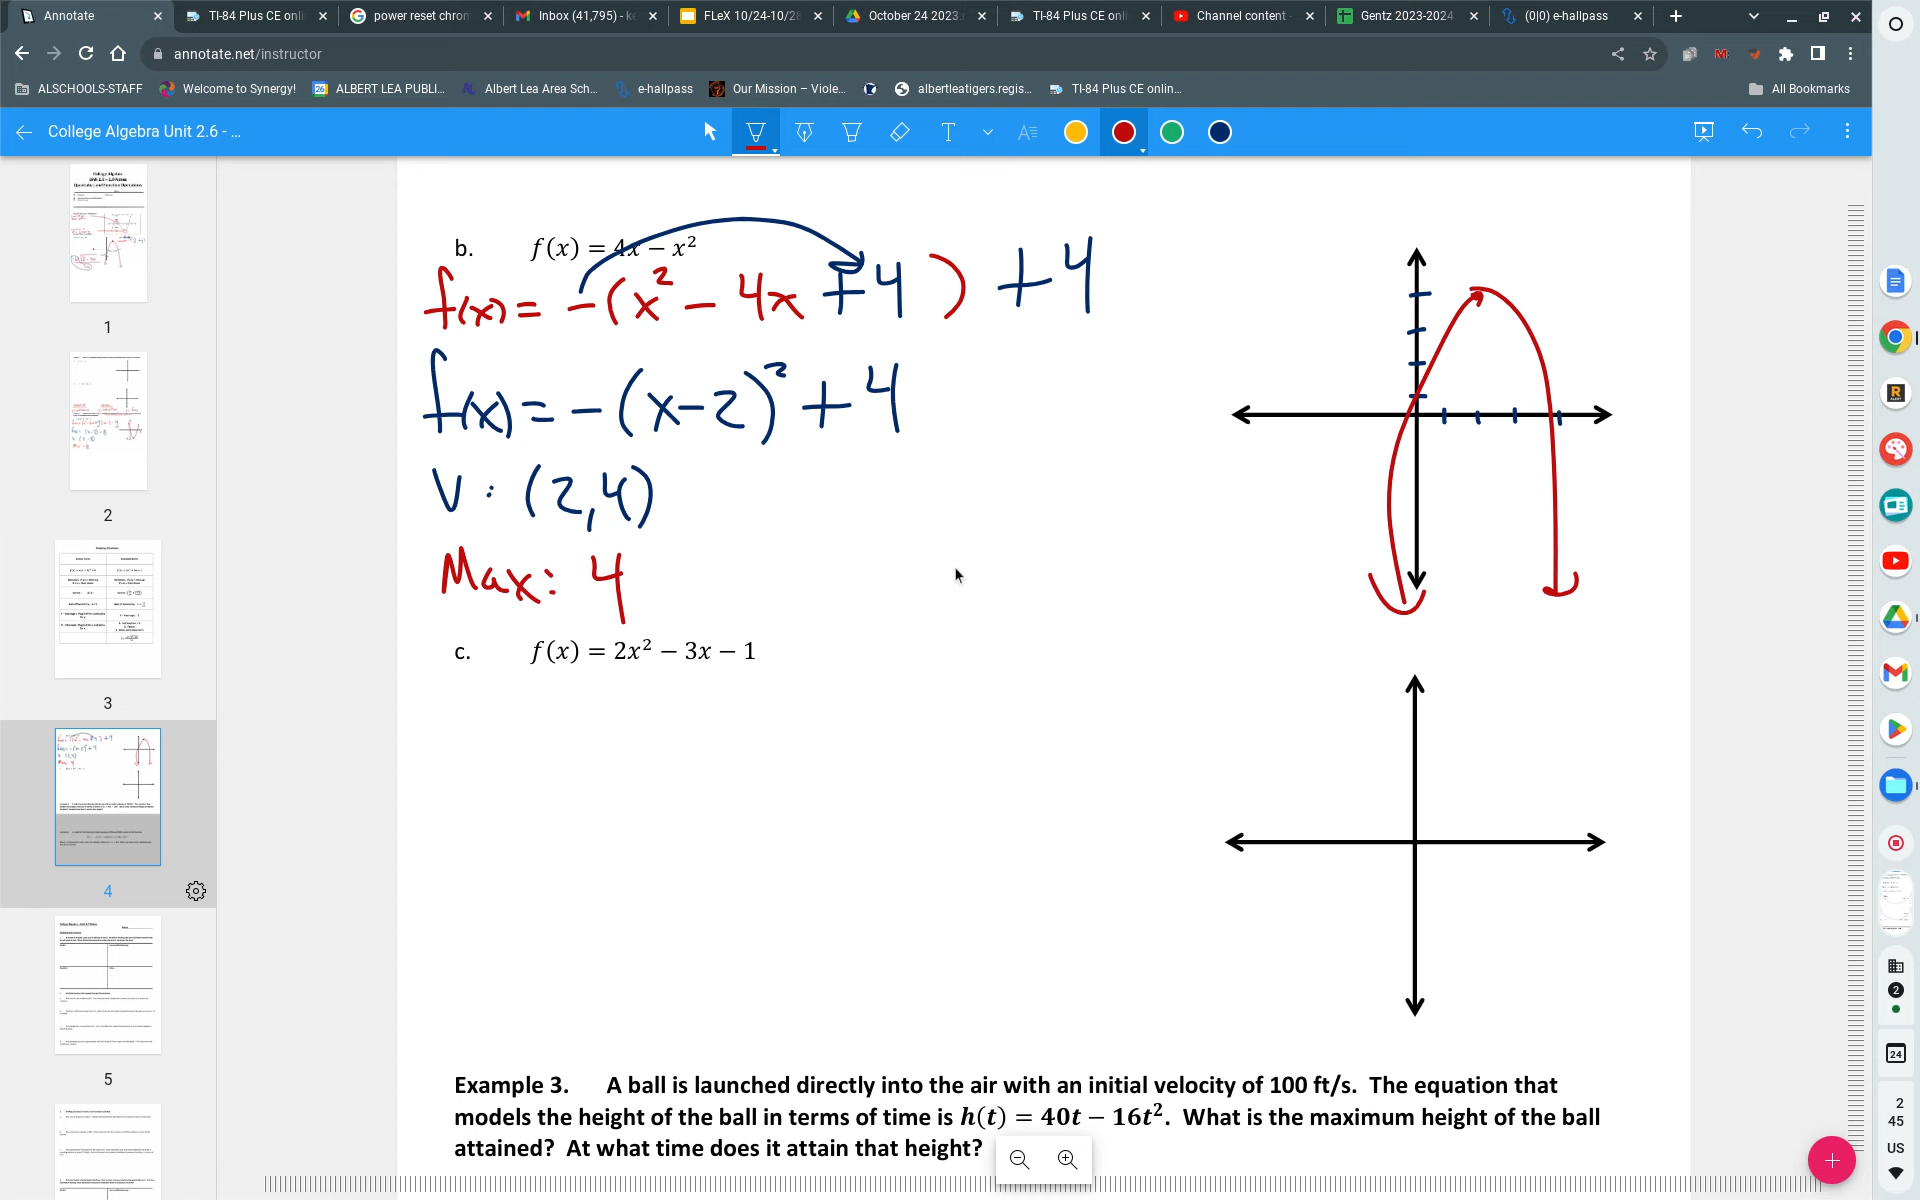 Annotate
TI-84 Plus CE onli
power reset chrom
Inbox (41,795) - k
FLeX 10/24-10/28
October 24 2023.
TI-84 Plus CE onli
Channel content -
Gentz 2023-2024
(0|0) e-hallpass
annotate.net/instructor
ALSCHOOLS-STAFF
Welcome to Synergy!
ALBERT LEA PUBLI...
Albert Lea Area Sch...
e-hallpass
Our Mission – Viole...
albertleatigers.regis...
TI-84 Plus CE onlin...
All Bookmarks
College Algebra Unit 2.6 - ...
b. f(x) = 4x − x²
f(x) = -(x² - 4x + 4 ) + 4
f(x) = -(x-2)² + 4
V : (2,4)
Max: 4
c. f(x) = 2x² − 3x − 1
Example 3. A ball is launched directly into the air with an initial velocity of 100 ft/s. The equation that
models the height of the ball in terms of time is h(t) = 40t − 16t². What is the maximum height of the ball
attained? At what time does it attain that height?
1
2
3
4
5
2
24
2
45
US